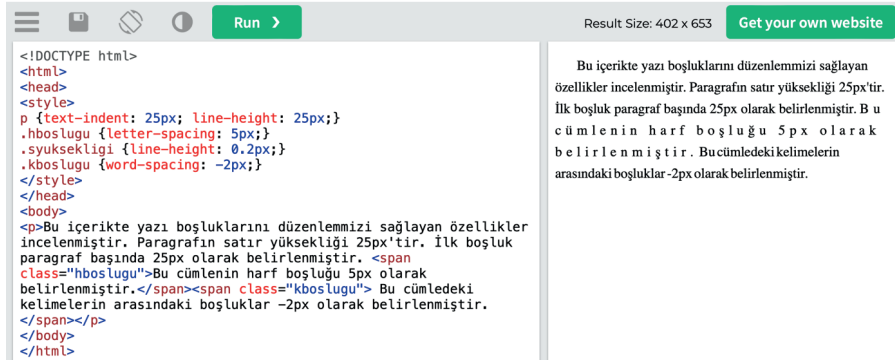 Run ❯
Result Size: 402 x 653
Get your own website
<!DOCTYPE html>
<html>
<head>
<style>
p {text-indent: 25px; line-height: 25px;}
.hboslugu {letter-spacing: 5px;}
.syuksekligi {line-height: 0.2px;}
.kboslugu {word-spacing: -2px;}
</style>
</head>
<body>
<p>Bu içerikte yazı boşluklarını düzenlemmizi sağlayan özellikler
incelenmiştir. Paragrafın satır yüksekliği 25px'tir. İlk boşluk
paragraf başında 25px olarak belirlenmiştir. <span
class="hboslugu">Bu cümlenin harf boşluğu 5px olarak
belirlenmiştir.</span><span class="kboslugu"> Bu cümledeki
kelimelerin arasındaki boşluklar -2px olarak belirlenmiştir.
</span></p>
</body>
</html>
Bu içerikte yazı boşluklarını düzenlemmizi sağlayan
özellikler incelenmiştir. Paragrafın satır yüksekliği 25px'tir.
İlk boşluk paragraf başında 25px olarak belirlenmiştir. B u
c ü m l e n i n h a r f b o ş l u ğ u 5 p x o l a r a k
b e l i r l e n m i ş t i r . Bu cümledeki kelimelerin
arasındaki boşluklar -2px olarak belirlenmiştir.